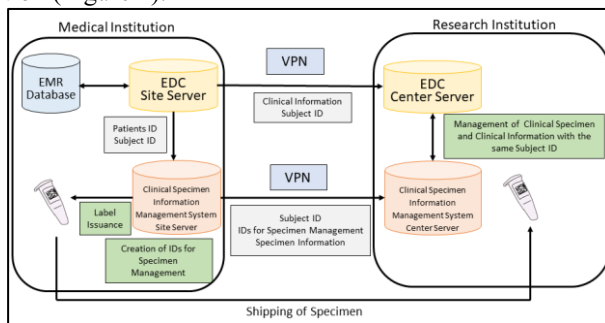 Medical Institution
Research Institution
VPN
EMR
Database
EDC
Site Server
EDC
Center Server
Clinical Information
Subject ID
Patients ID
Subject ID
Management of Clinical Specimen
and Clinical Information with the
same Subject ID
VPN
Clinical Specimen
Information
Management System
Site Server
Clinical Specimen
Information
Management System
Center Server
Label
Issuance
Subject ID
IDs for Specimen Management
Specimen Information
Creation of IDs for
Specimen
Management
Shipping of Specimen